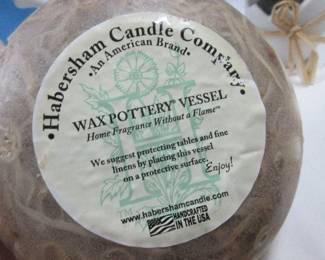 •Habersham Candle Company•
•An American Brand•
WAX POTTERY® VESSEL
Home Fragrance Without a Flame™
We suggest protecting tables and fine
linens by placing this vessel
on a protective surface.
Enjoy!
www.habershamcandle.com
HANDCRAFTED
IN THE USA